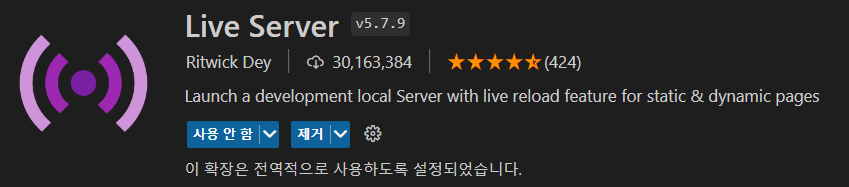 Live Server v5.7.9
Ritwick Dey 30,163,384 (424)
Launch a development local Server with live reload feature for static & dynamic pages
사용 안 함 제거
이 확장은 전역적으로 사용하도록 설정되었습니다.